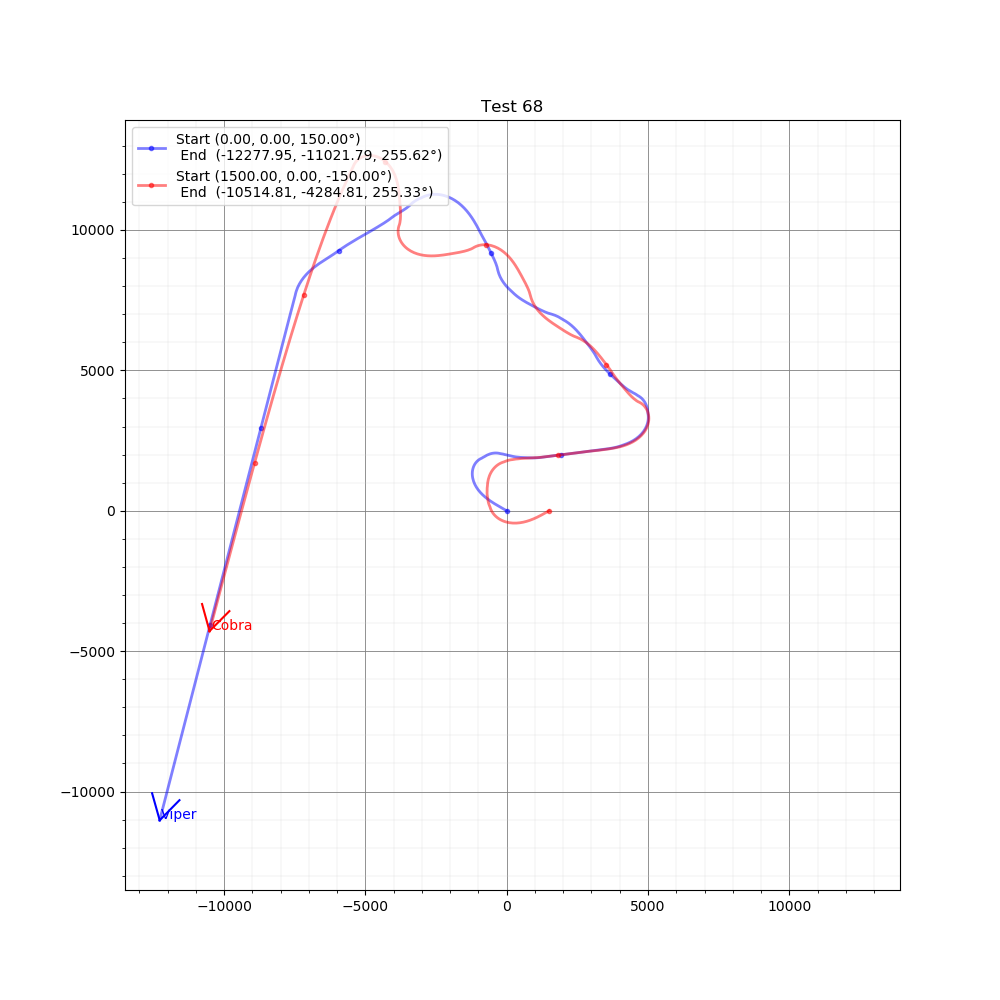 Test 68
Start (0.00, 0.00, 150.00°)
End  (-12277.95, -11021.79, 255.62°)
Start (1500.00, 0.00, -150.00°)
End  (-10514.81, -4284.81, 255.33°)
10000
5000
0
−5000
−10000
Cobra
Viper
−10000
−5000
0
5000
10000